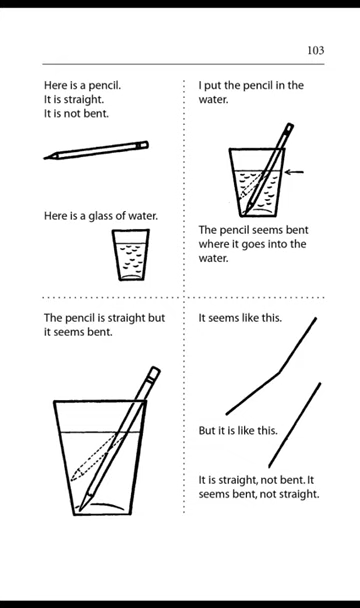 103
Here is a pencil.
It is straight.
It is not bent.
Here is a glass of water.
I put the pencil in the
water.
The pencil seems bent
where it goes into the
water.
The pencil is straight but
it seems bent.
It seems like this.
But it is like this.
It is straight, not bent. It
seems bent, not straight.